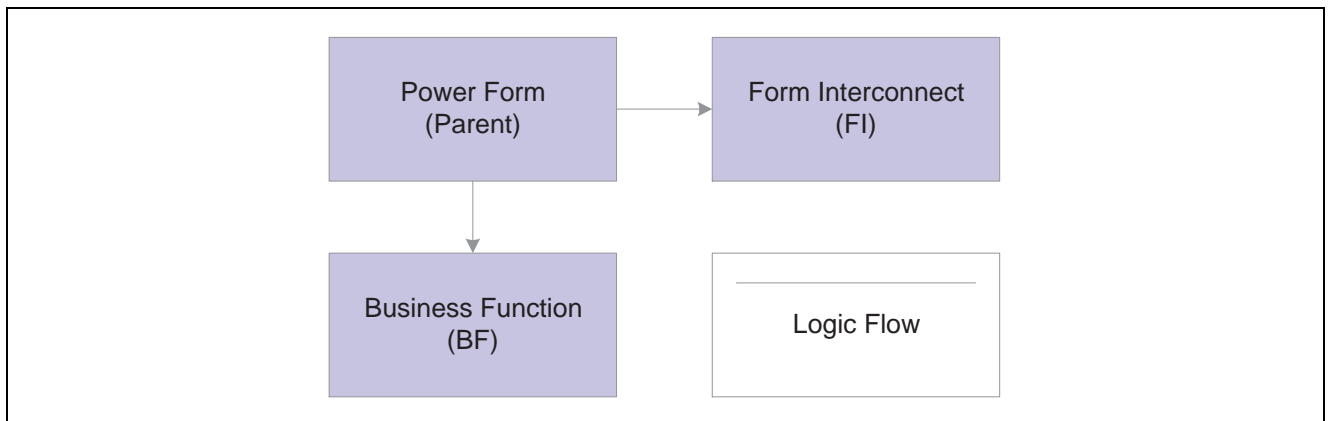 Power Form
(Parent)
Form Interconnect
(FI)
Business Function
(BF)
Logic Flow